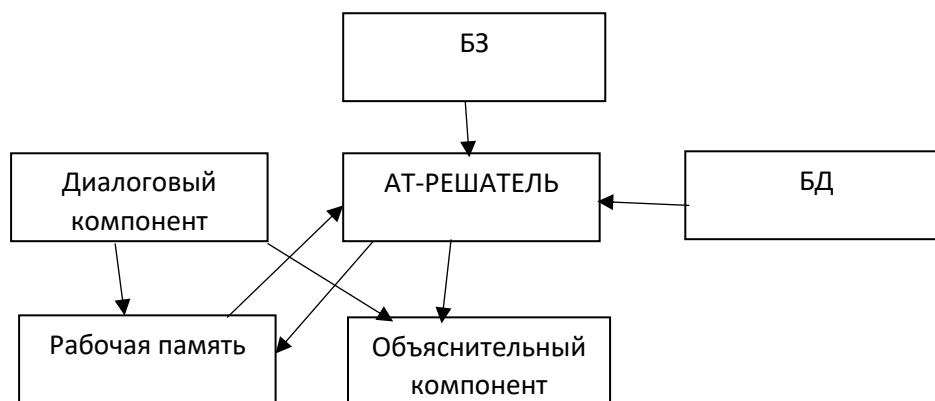 БЗ
Диалоговый
компонент
АТ-РЕШАТЕЛЬ
БД
Рабочая память
Объяснительный
компонент